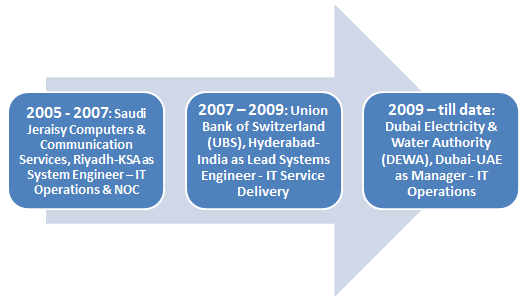 2005 - 2007: Saudi
Jeraisy Computers &
Communication
Services, Riyadh-KSA as
System Engineer – IT
Operations & NOC
2007 – 2009: Union
Bank of Switzerland
(UBS), Hyderabad-
India as Lead Systems
Engineer - IT Service
Delivery
2009 – till date:
Dubai Electricity &
Water Authority
(DEWA), Dubai-UAE
as Manager - IT
Operations